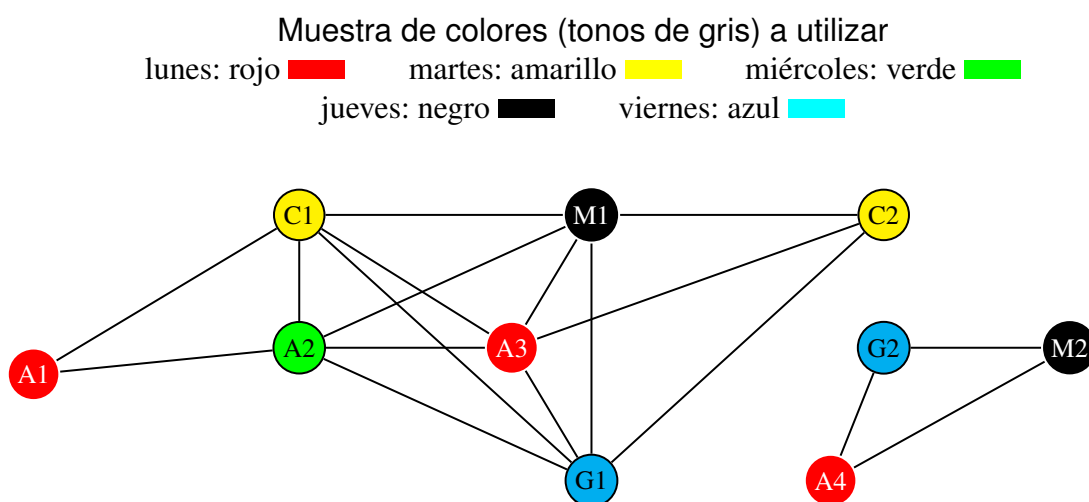 Muestra de colores (tonos de gris) a utilizar
lunes: rojo martes: amarillo miércoles: verde
jueves: negro viernes: azul
C1 M1 C2
A2 A3 G2 M2
A1
G1 A4